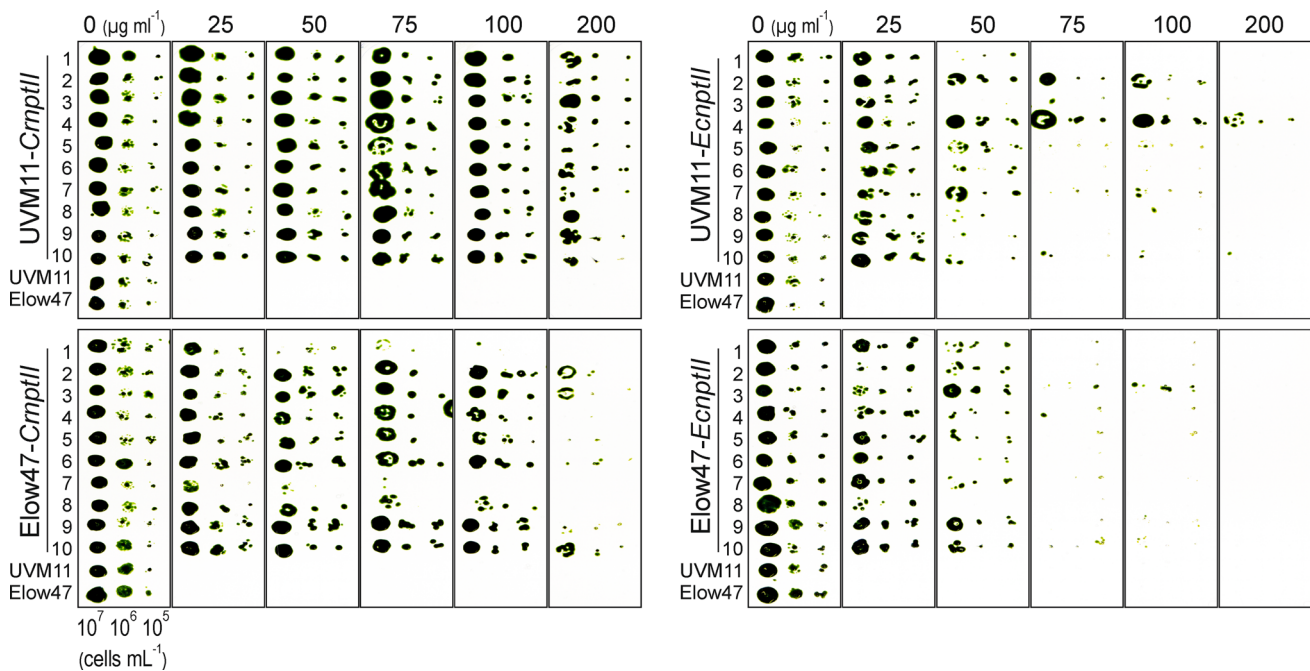 0 (µg ml⁻¹) 25 50 75 100 200
UVM11-CrnptII
1
2
3
4
5
6
7
8
9
10
UVM11
Elow47
0 (µg ml⁻¹) 25 50 75 100 200
UVM11-EcnptII
1
2
3
4
5
6
7
8
9
10
UVM11
Elow47
Elow47-CrnptII
1
2
3
4
5
6
7
8
9
10
UVM11
Elow47
10⁷ 10⁶ 10⁵
(cells mL⁻¹)
Elow47-EcnptII
1
2
3
4
5
6
7
8
9
10
UVM11
Elow47